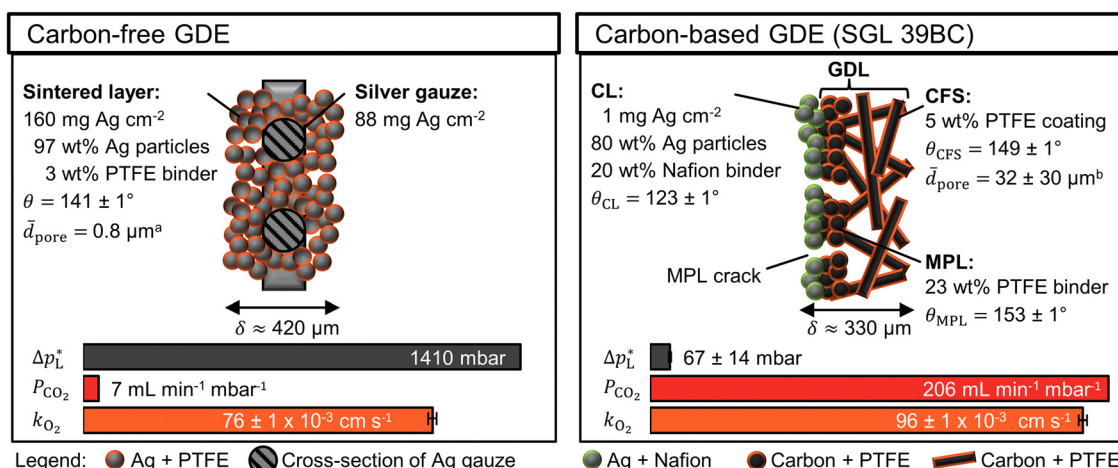 Carbon-free GDE
Sintered layer:
160 mg Ag cm⁻²
97 wt% Ag particles
3 wt% PTFE binder
θ = 141 ± 1°
d̄pore = 0.8 µmᵃ
Silver gauze:
88 mg Ag cm⁻²
δ ≈ 420 µm
Δp*L 1410 mbar
PCO₂ 7 mL min⁻¹ mbar⁻¹
kO₂ 76 ± 1 x 10⁻³ cm s⁻¹
Carbon-based GDE (SGL 39BC)
GDL
CL:
1 mg Ag cm⁻²
80 wt% Ag particles
20 wt% Nafion binder
θCL = 123 ± 1°
CFS:
5 wt% PTFE coating
θCFS = 149 ± 1°
d̄pore = 32 ± 30 µmᵇ
MPL crack
MPL:
23 wt% PTFE binder
θMPL = 153 ± 1°
δ ≈ 330 µm
Δp*L 67 ± 14 mbar
PCO₂ 206 mL min⁻¹ mbar⁻¹
kO₂ 96 ± 1 x 10⁻³ cm s⁻¹
Legend: Ag + PTFE Cross-section of Ag gauze Ag + Nafion Carbon + PTFE Carbon + PTFE